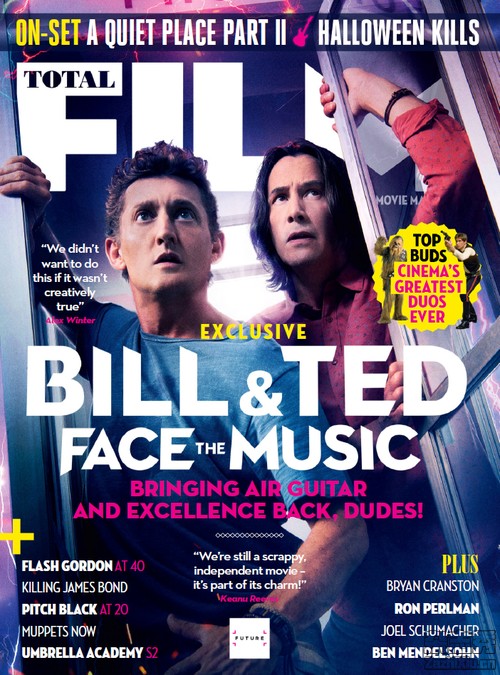 ON-SET A QUIET PLACE PART II HALLOWEEN KILLS
TOTAL
FILM
MOVIE MA
“We didn’t
want to do
this if it wasn’t
creatively
true”
Alex Winter
TOP
BUDS
CINEMA’S
GREATEST
DUOS
EVER
EXCLUSIVE
BILL & TED
FACE THE MUSIC
BRINGING AIR GUITAR
AND EXCELLENCE BACK, DUDES!
+
FLASH GORDON AT 40
KILLING JAMES BOND
PITCH BLACK AT 20
MUPPETS NOW
UMBRELLA ACADEMY S2
“We’re still a scrappy,
independent movie –
it’s part of its charm!”
Keanu Reeves
FUTURE
PLUS
BRYAN CRANSTON
RON PERLMAN
JOEL SCHUMACHER
BEN MENDELSOHN